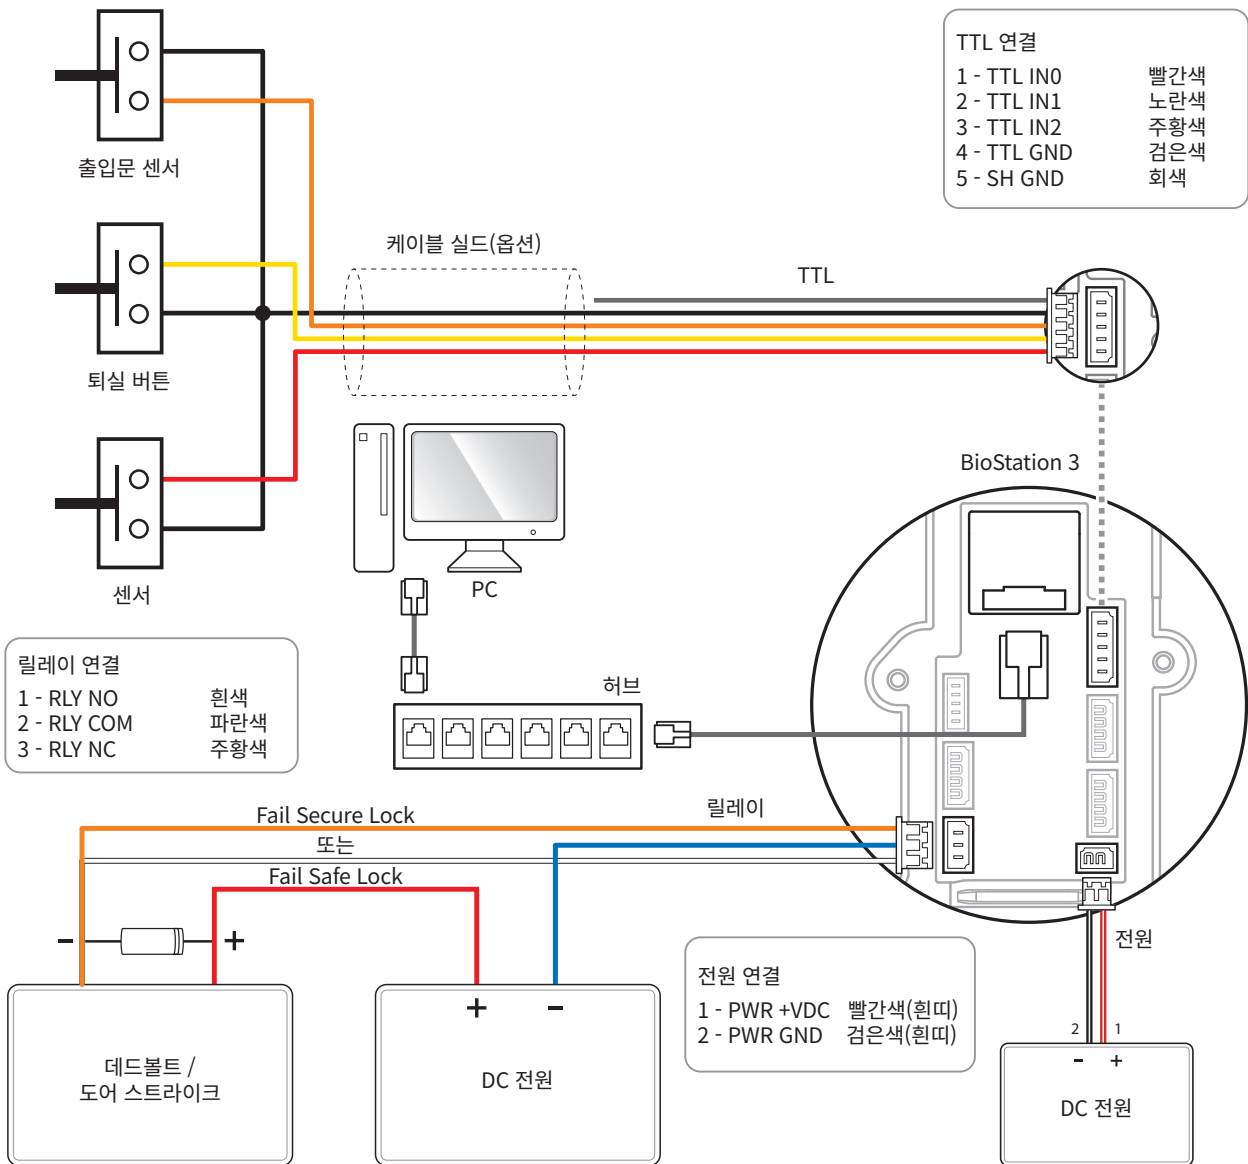 TTL 연결
1 - TTL IN0 빨간색
2 - TTL IN1 노란색
3 - TTL IN2 주황색
4 - TTL GND 검은색
5 - SH GND 회색
출입문 센서
케이블 실드(옵션)
TTL
퇴실 버튼
BioStation 3
센서
PC
릴레이 연결
1 - RLY NO 흰색
2 - RLY COM 파란색
3 - RLY NC 주황색
허브
Fail Secure Lock
릴레이
또는
Fail Safe Lock
- +
전원
전원 연결
1 - PWR +VDC 빨간색(흰띠)
2 - PWR GND 검은색(흰띠)
+ -
2 1
- +
데드볼트 /
도어 스트라이크
DC 전원
DC 전원